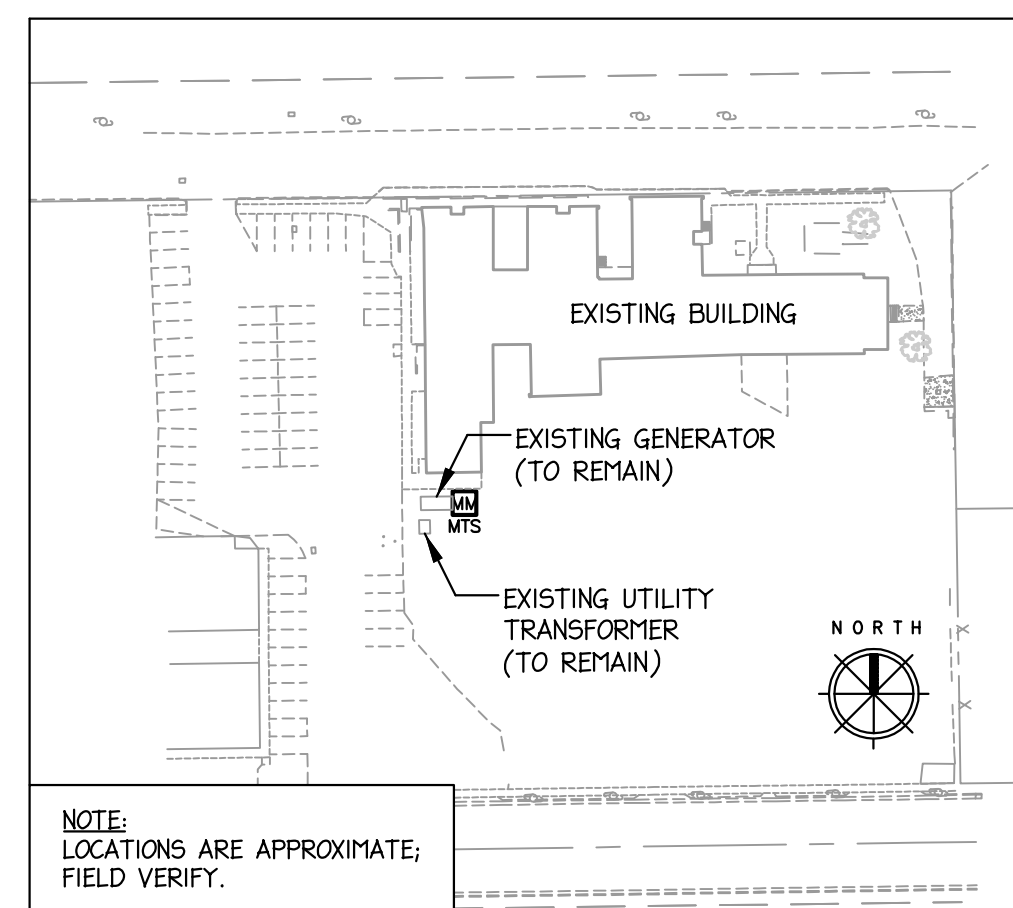 EXISTING BUILDING
EXISTING GENERATOR
(TO REMAIN)
MM
MTS
EXISTING UTILITY
TRANSFORMER
(TO REMAIN)
NORTH
NOTE:
LOCATIONS ARE APPROXIMATE;
FIELD VERIFY.